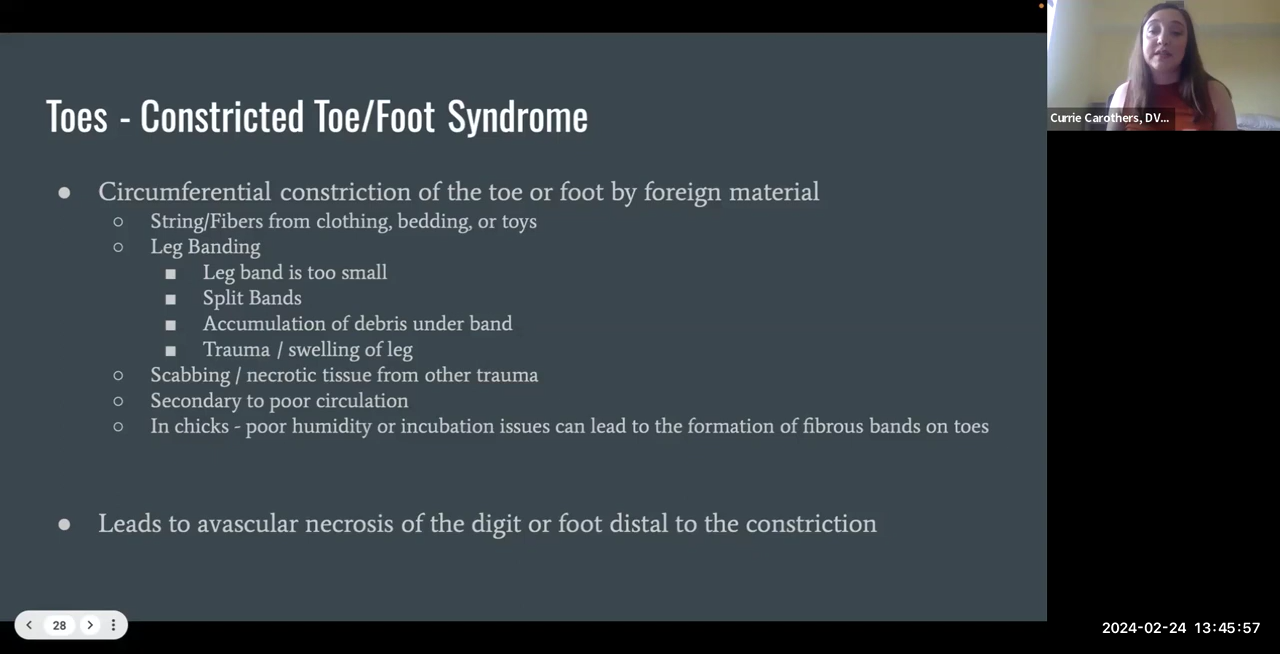 Toes - Constricted Toe/Foot Syndrome
Currie Carothers, DV...
● Circumferential constriction of the toe or foot by foreign material
○ String/Fibers from clothing, bedding, or toys
○ Leg Banding
■ Leg band is too small
■ Split Bands
■ Accumulation of debris under band
■ Trauma / swelling of leg
○ Scabbing / necrotic tissue from other trauma
○ Secondary to poor circulation
○ In chicks - poor humidity or incubation issues can lead to the formation of fibrous bands on toes
● Leads to avascular necrosis of the digit or foot distal to the constriction
28
2024-02-24 13:45:57